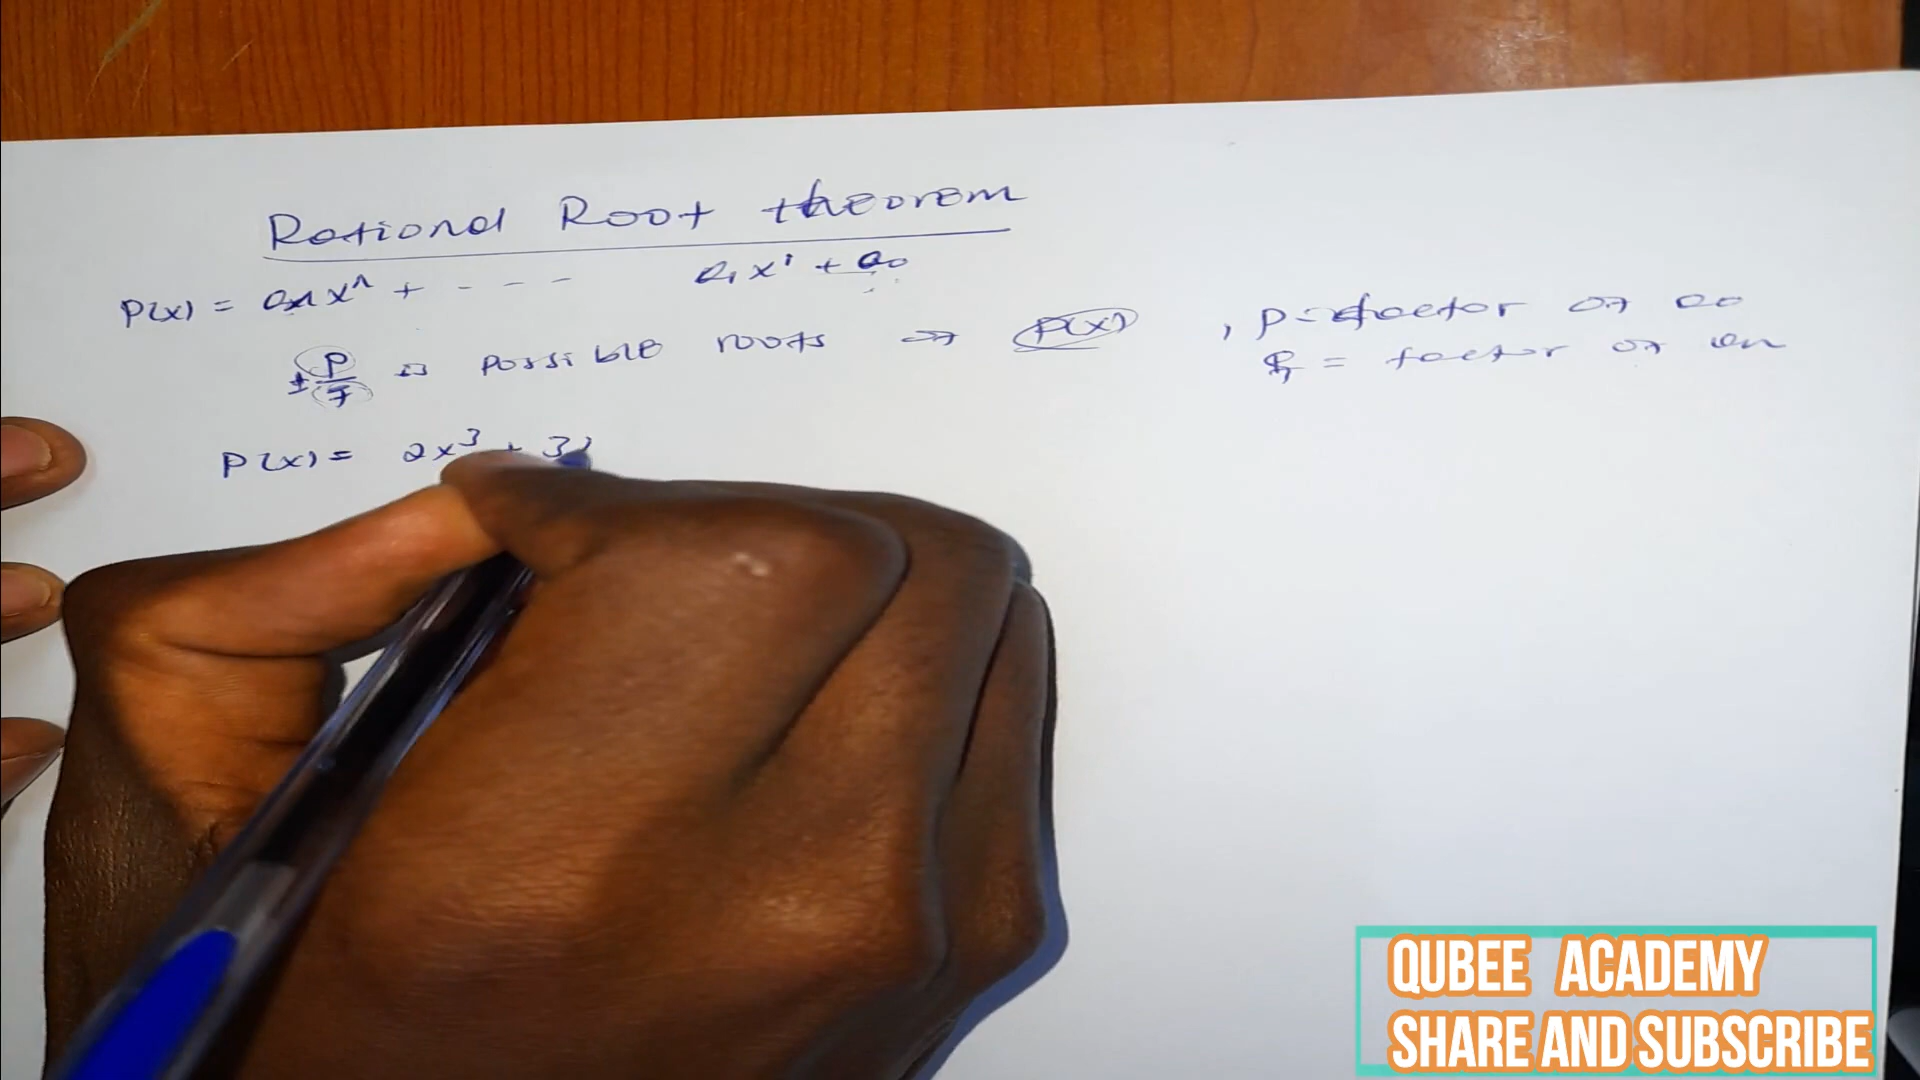 Rational Root theorem
P(x) = anx^n + - - - a1x^1 + a0
± p/q is possible roots of P(x) , p = factor of a0
q = factor of an
P(x) = 2x^3 + 3
QUBEE ACADEMY
SHARE AND SUBSCRIBE